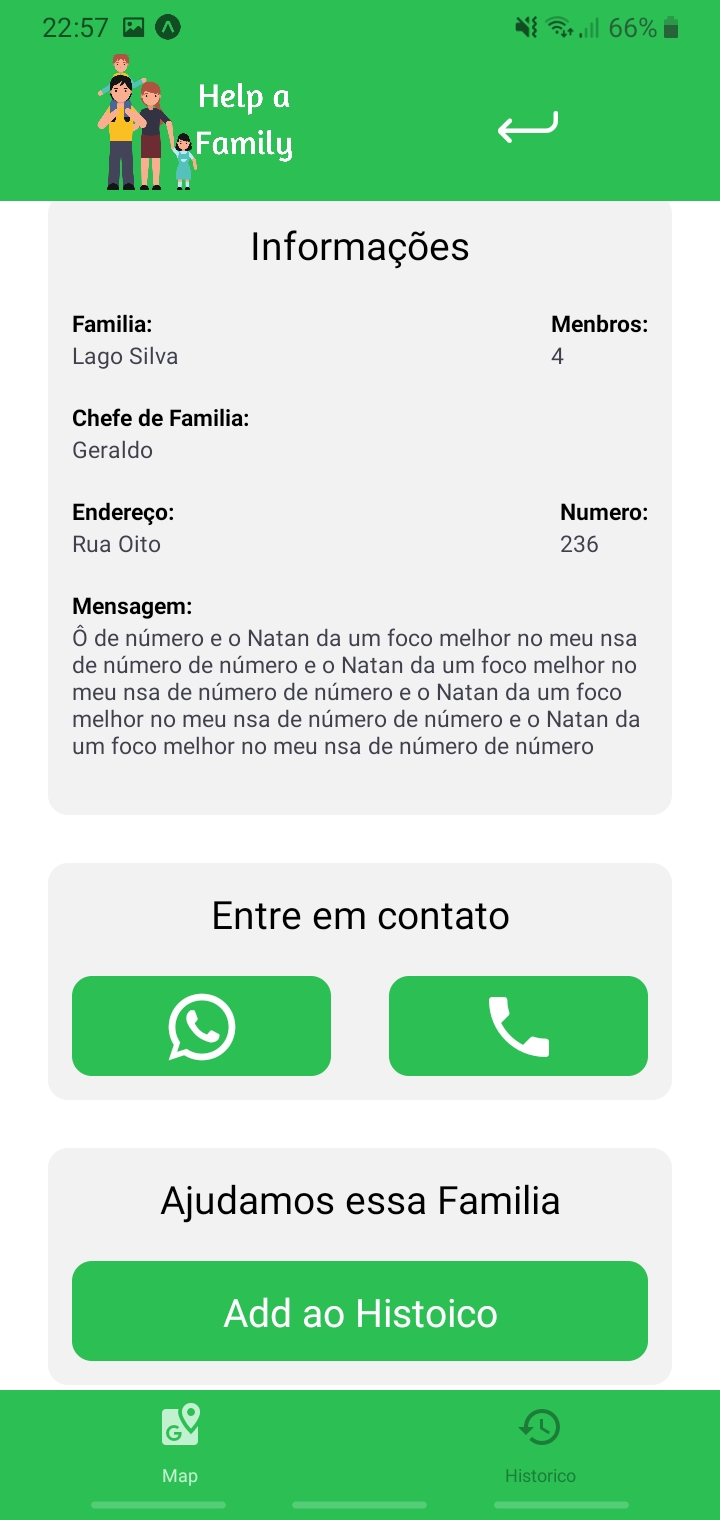 22:57
66%
Help a
Family
Informações
Familia:
Menbros:
Lago Silva
4
Chefe de Familia:
Geraldo
Endereço:
Numero:
Rua Oito
236
Mensagem:
Ô de número e o Natan da um foco melhor no meu nsa
de número de número e o Natan da um foco melhor no
meu nsa de número de número e o Natan da um foco
melhor no meu nsa de número de número e o Natan da
um foco melhor no meu nsa de número de número
Entre em contato
Ajudamos essa Familia
Add ao Histoico
G
Map
Historico